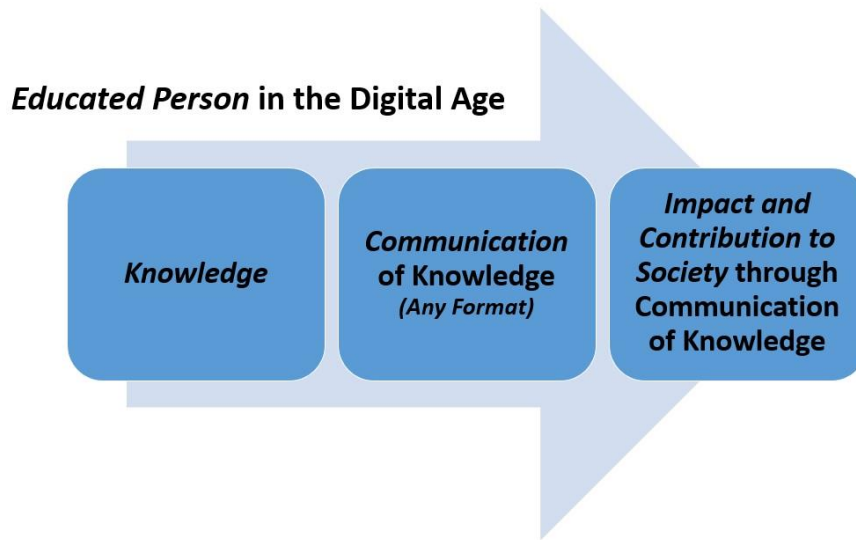 Educated Person in the Digital Age
Knowledge
Communication
of Knowledge
(Any Format)
Impact and
Contribution to
Society through
Communication
of Knowledge